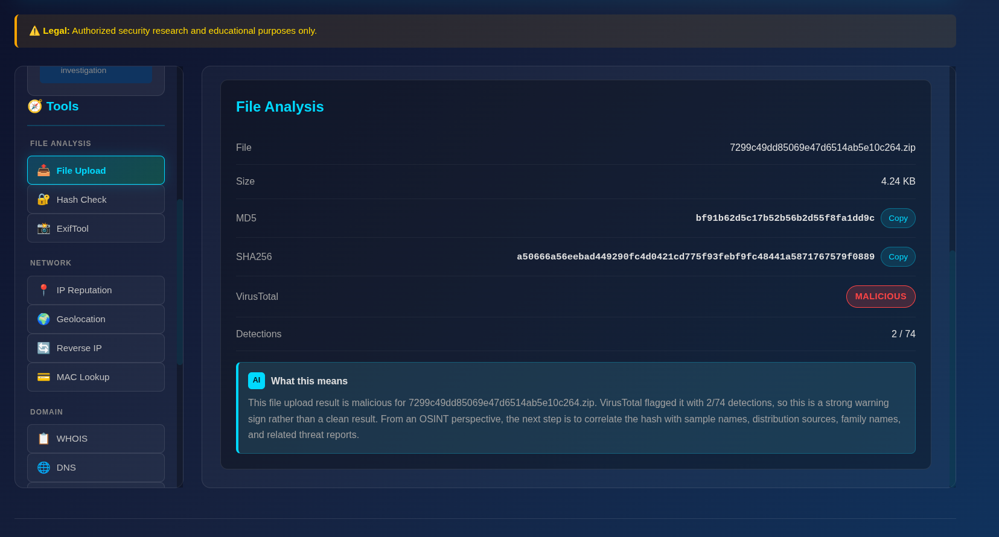 ⚠️ Legal: Authorized security research and educational purposes only.
investigation
🧭 Tools
FILE ANALYSIS
📤 File Upload
🔐 Hash Check
📸 ExifTool
NETWORK
📍 IP Reputation
🌍 Geolocation
🔄 Reverse IP
💳 MAC Lookup
DOMAIN
📋 WHOIS
🌐 DNS
File Analysis
File 7299c49dd85069e47d6514ab5e10c264.zip
Size 4.24 KB
MD5 bf91b62d5c17b52b56b2d55f8fa1dd9c Copy
SHA256 a50666a56eebad449290fc4d0421cd775f93febf9fc48441a5871767579f0889 Copy
VirusTotal MALICIOUS
Detections 2 / 74
AI What this means
This file upload result is malicious for 7299c49dd85069e47d6514ab5e10c264.zip. VirusTotal flagged it with 2/74 detections, so this is a strong warning
sign rather than a clean result. From an OSINT perspective, the next step is to correlate the hash with sample names, distribution sources, family names,
and related threat reports.